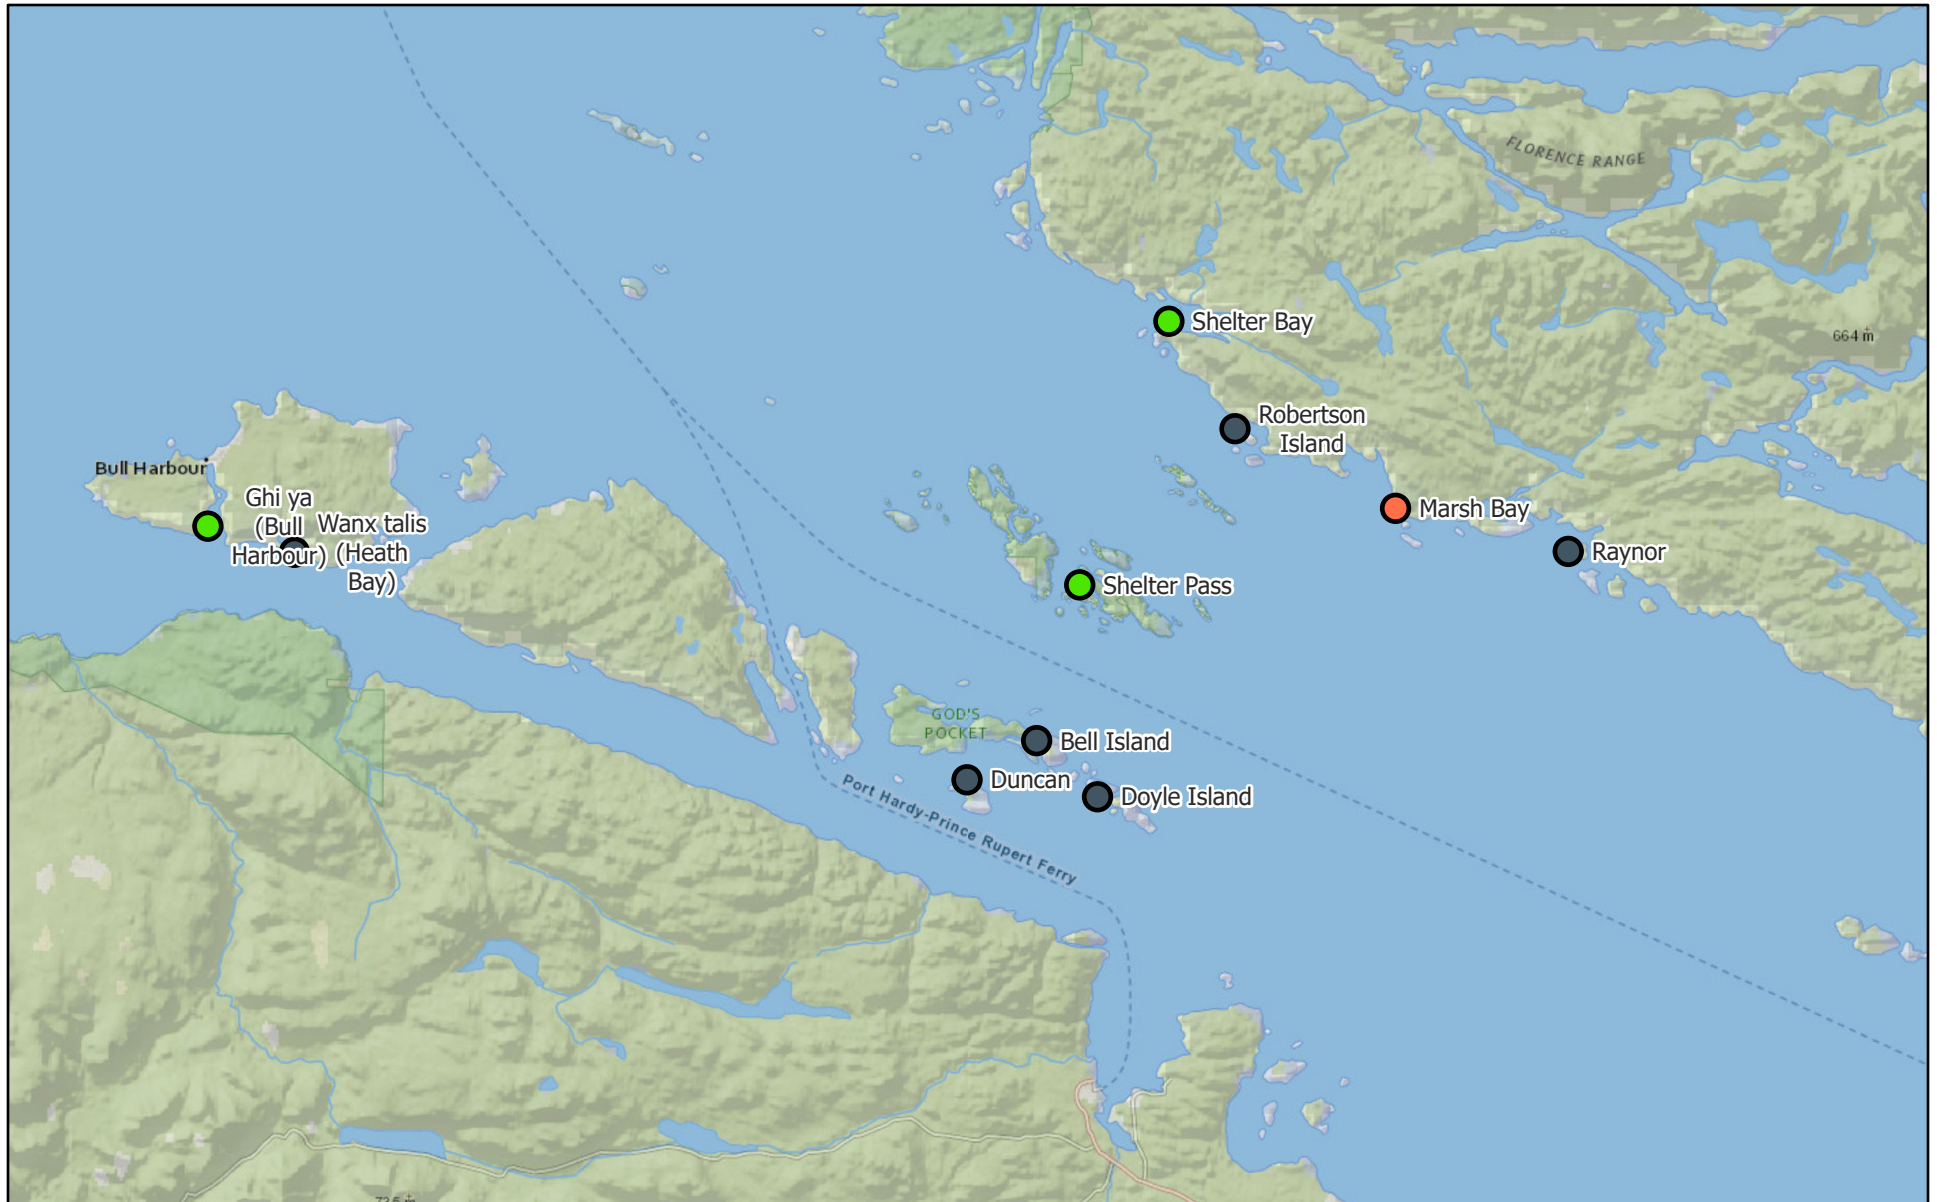 FLORENCE RANGE
Shelter Bay
664 m
Robertson
Island
Bull Harbour
Ghi ya
(Bull
Harbour)
Wanx talis
(Heath
Bay)
Marsh Bay
Raynor
Shelter Pass
GOD'S
POCKET
Bell Island
Duncan
Doyle Island
Port Hardy-Prince Rupert Ferry